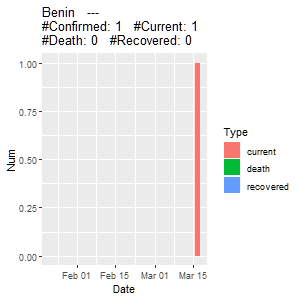 Benin   ---
#Confirmed: 1   #Current: 1
#Death: 0   #Recovered: 0
1.00
0.75
0.50
0.25
0.00
Num
Feb 01   Feb 15   Mar 01   Mar 15
Date
Type
current
death
recovered